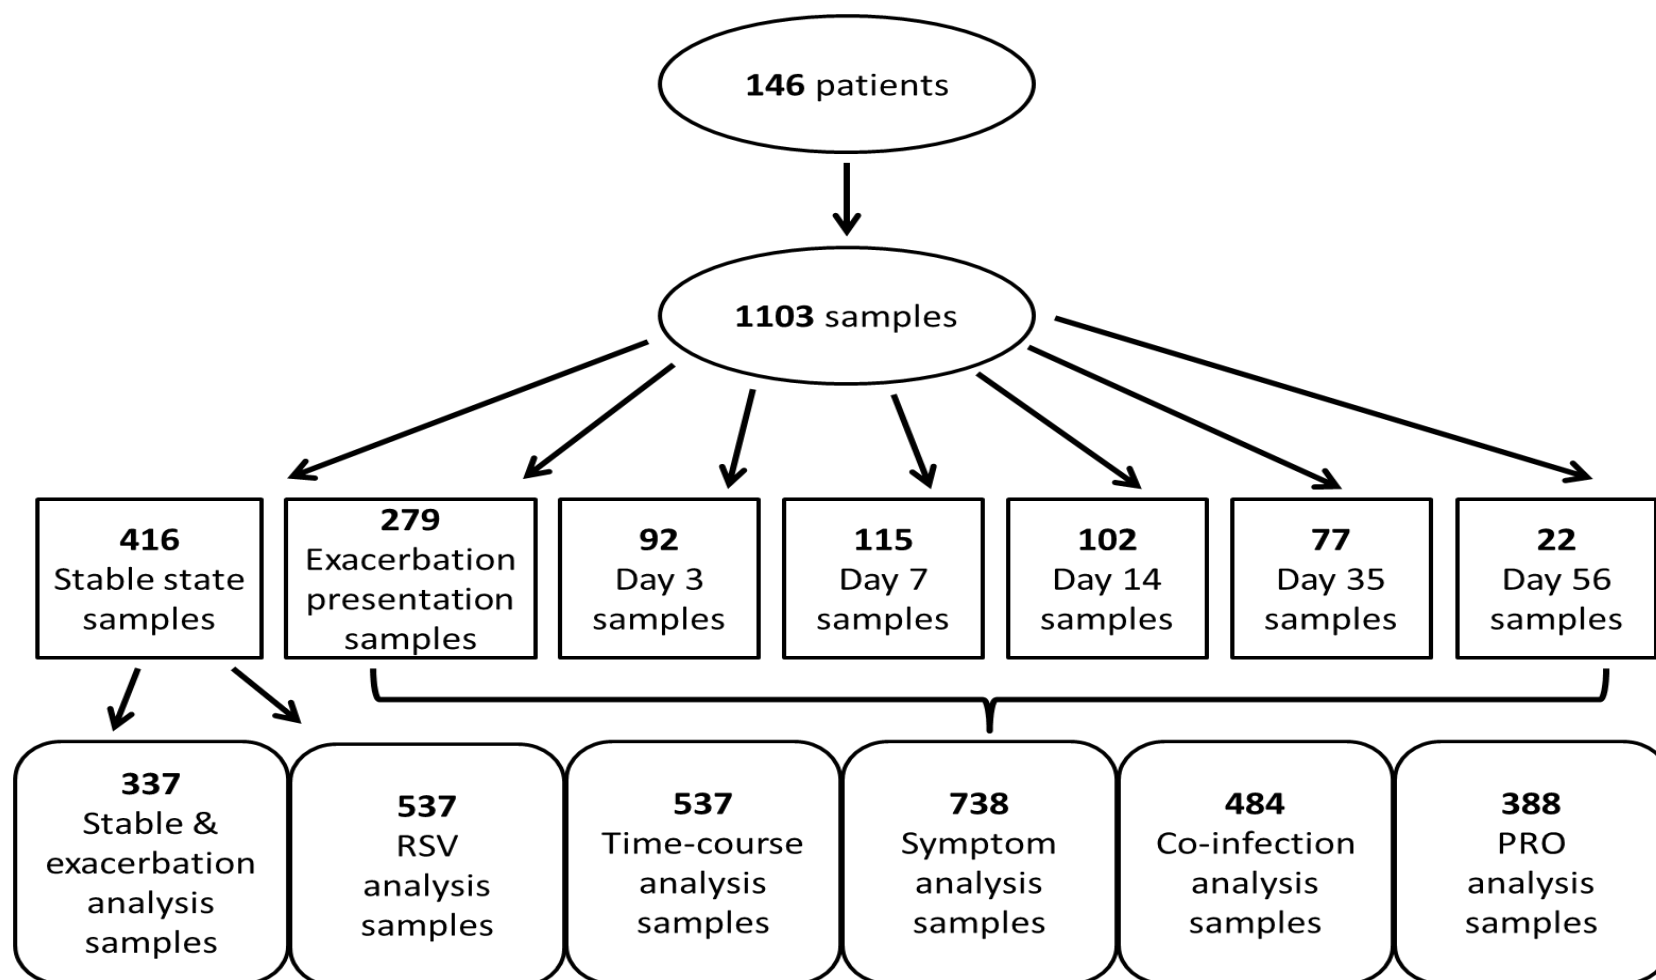 146 patients
1103 samples
416
Stable state
samples
279
Exacerbation
presentation
samples
92
Day 3
samples
115
Day 7
samples
102
Day 14
samples
77
Day 35
samples
22
Day 56
samples
337
Stable &
exacerbation
analysis
samples
537
RSV
analysis
samples
537
Time-course
analysis
samples
738
Symptom
analysis
samples
484
Co-infection
analysis
samples
388
PRO
analysis
samples